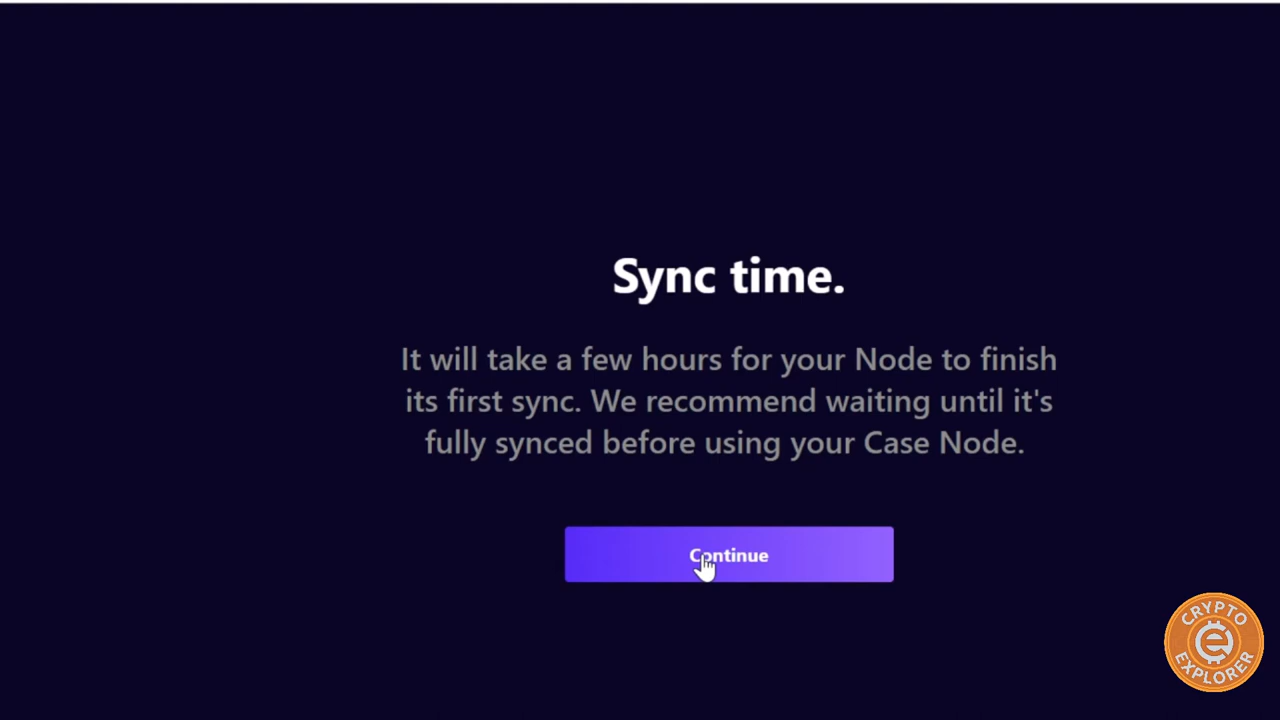 Sync time.
It will take a few hours for your Node to finish
its first sync. We recommend waiting until it's
fully synced before using your Case Node.
Continue
CRYPTO
EXPLORER